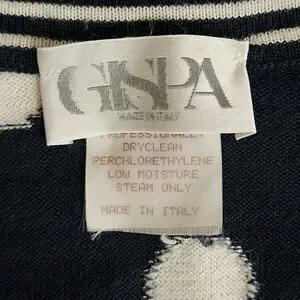 GISPA
MADE IN ITALY
PROFESSIONALLY
DRYCLEAN
PERCHLORETHYLENE
LOW MOISTURE
STEAM ONLY
MADE IN ITALY